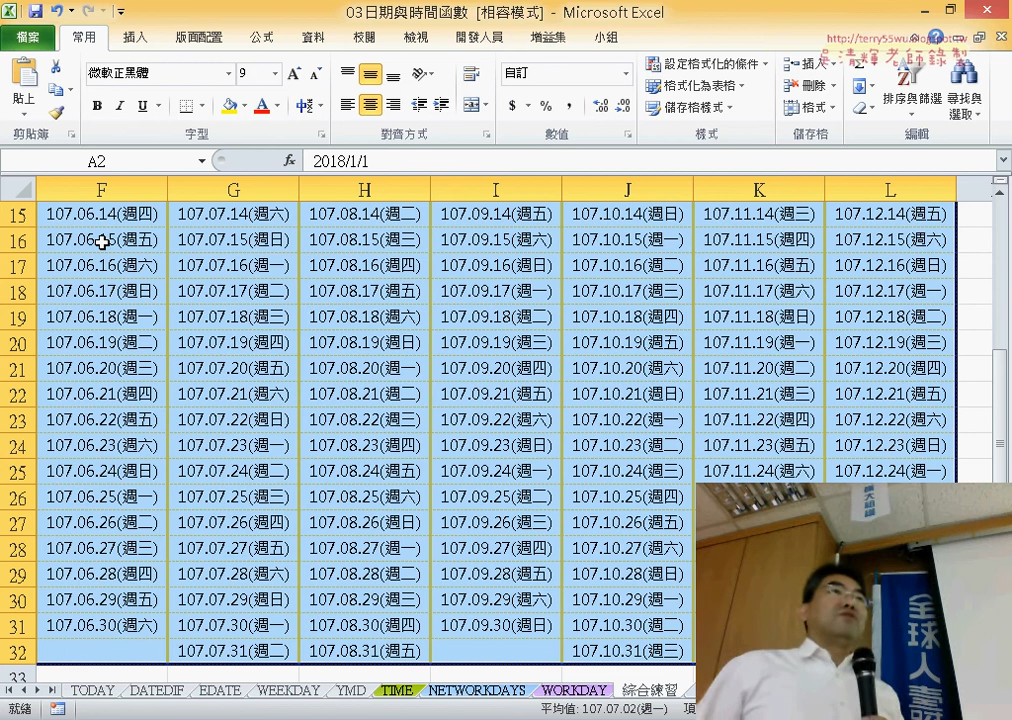 03日期與時間函數 [相容模式] - Microsoft Excel
檔案 常用 插入 版面配置 公式 資料 校閱 檢視 開發人員 增益集 小組
http://terry55wu.blogspot.tw
吳清輝老師錄製
貼上 微軟正黑體 9 自訂 設定格式化的條件 插入
格式化為表格 刪除 排序與篩選 尋找與選取
B I U 中 $ % , 儲存格樣式 格式
剪貼簿 字型 對齊方式 數值 樣式 儲存格 編輯
A2 fx 2018/1/1
F G H I J K L
15 107.06.14(週四) 107.07.14(週六) 107.08.14(週二) 107.09.14(週五) 107.10.14(週日) 107.11.14(週三) 107.12.14(週五)
16 107.06.15(週五) 107.07.15(週日) 107.08.15(週三) 107.09.15(週六) 107.10.15(週一) 107.11.15(週四) 107.12.15(週六)
17 107.06.16(週六) 107.07.16(週一) 107.08.16(週四) 107.09.16(週日) 107.10.16(週二) 107.11.16(週五) 107.12.16(週日)
18 107.06.17(週日) 107.07.17(週二) 107.08.17(週五) 107.09.17(週一) 107.10.17(週三) 107.11.17(週六) 107.12.17(週一)
19 107.06.18(週一) 107.07.18(週三) 107.08.18(週六) 107.09.18(週二) 107.10.18(週四) 107.11.18(週日) 107.12.18(週二)
20 107.06.19(週二) 107.07.19(週四) 107.08.19(週日) 107.09.19(週三) 107.10.19(週五) 107.11.19(週一) 107.12.19(週三)
21 107.06.20(週三) 107.07.20(週五) 107.08.20(週一) 107.09.20(週四) 107.10.20(週六) 107.11.20(週二) 107.12.20(週四)
22 107.06.21(週四) 107.07.21(週六) 107.08.21(週二) 107.09.21(週五) 107.10.21(週日) 107.11.21(週三) 107.12.21(週五)
23 107.06.22(週五) 107.07.22(週日) 107.08.22(週三) 107.09.22(週六) 107.10.22(週一) 107.11.22(週四) 107.12.22(週六)
24 107.06.23(週六) 107.07.23(週一) 107.08.23(週四) 107.09.23(週日) 107.10.23(週二) 107.11.23(週五) 107.12.23(週日)
25 107.06.24(週日) 107.07.24(週二) 107.08.24(週五) 107.09.24(週一) 107.10.24(週三) 107.11.24(週六) 107.12.24(週一)
26 107.06.25(週一) 107.07.25(週三) 107.08.25(週六) 107.09.25(週二) 107.10.25(週四)
27 107.06.26(週二) 107.07.26(週四) 107.08.26(週日) 107.09.26(週三) 107.10.26(週五)
28 107.06.27(週三) 107.07.27(週五) 107.08.27(週一) 107.09.27(週四) 107.10.27(週六)
29 107.06.28(週四) 107.07.28(週六) 107.08.28(週二) 107.09.28(週五) 107.10.28(週日)
30 107.06.29(週五) 107.07.29(週日) 107.08.29(週三) 107.09.29(週六) 107.10.29(週一)
31 107.06.30(週六) 107.07.30(週一) 107.08.30(週四) 107.09.30(週日) 107.10.30(週二)
32 107.07.31(週二) 107.08.31(週五) 107.10.31(週三)
33
全球人壽
TODAY DATEDIF EDATE WEEKDAY YMD TIME NETWORKDAYS WORKDAY 綜合練習
就緒 平均值: 107.07.02(週一) 項